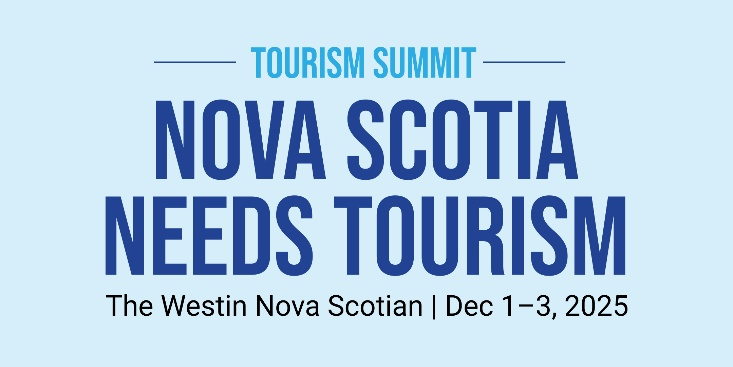 TOURISM SUMMIT
NOVA SCOTIA
NEEDS TOURISM
The Westin Nova Scotian | Dec 1–3, 2025